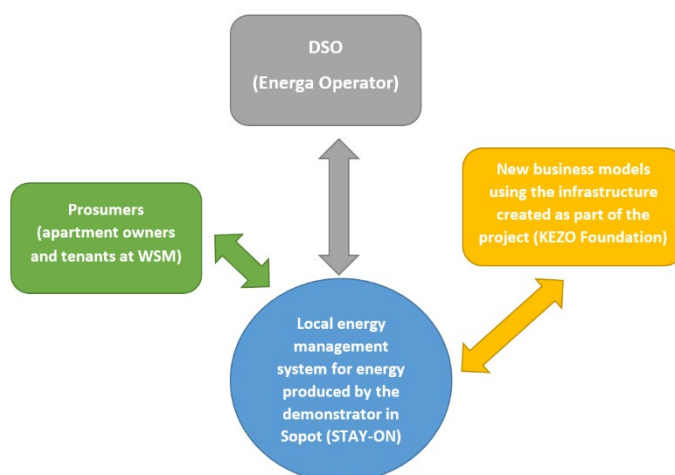 DSO
(Energa Operator)
New business models
using the infrastructure
created as part of the
project (KEZO Foundation)
Prosumers
(apartment owners
and tenants at WSM)
Local energy
management
system for energy
produced by the
demonstrator in
Sopot (STAY-ON)